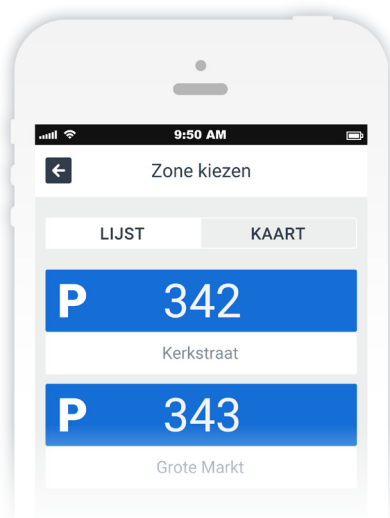 9:50 AM
Zone kiezen
LIJST KAART
P 342
Kerkstraat
P 343
Grote Markt